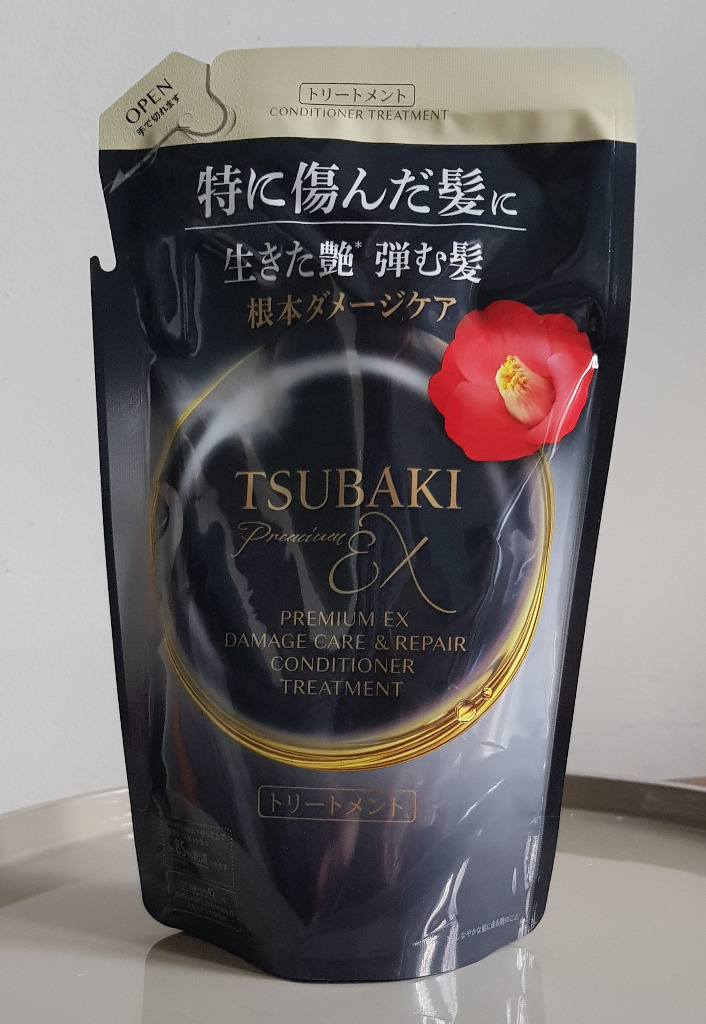 OPEN
手で切れます
トリートメント
CONDITIONER TREATMENT
特に傷んだ髪に
生きた艶* 弾む髪
根本ダメージケア
TSUBAKI
Premium EX
PREMIUM EX
DAMAGE CARE & REPAIR
CONDITIONER
TREATMENT
トリートメント